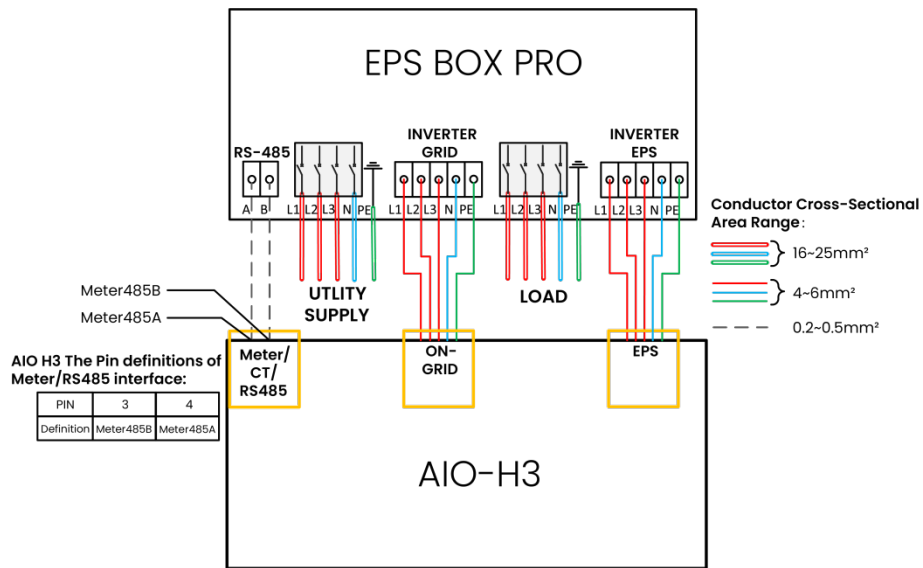 EPS BOX PRO
RS-485
INVERTER
GRID
INVERTER
EPS
A B L1 L2 L3 N PE L1 L2 L3 N PE L1 L2 L3 N PE L1 L2 L3 N PE
UTLITY
SUPPLY
LOAD
Conductor Cross-Sectional
Area Range:
16~25mm²
4~6mm²
0.2~0.5mm²
Meter485B
Meter485A
AIO H3 The Pin definitions of
Meter/RS485 interface:
PIN 3 4
Definition Meter485B Meter485A
Meter/
CT/
RS485
ON-
GRID
EPS
AIO-H3